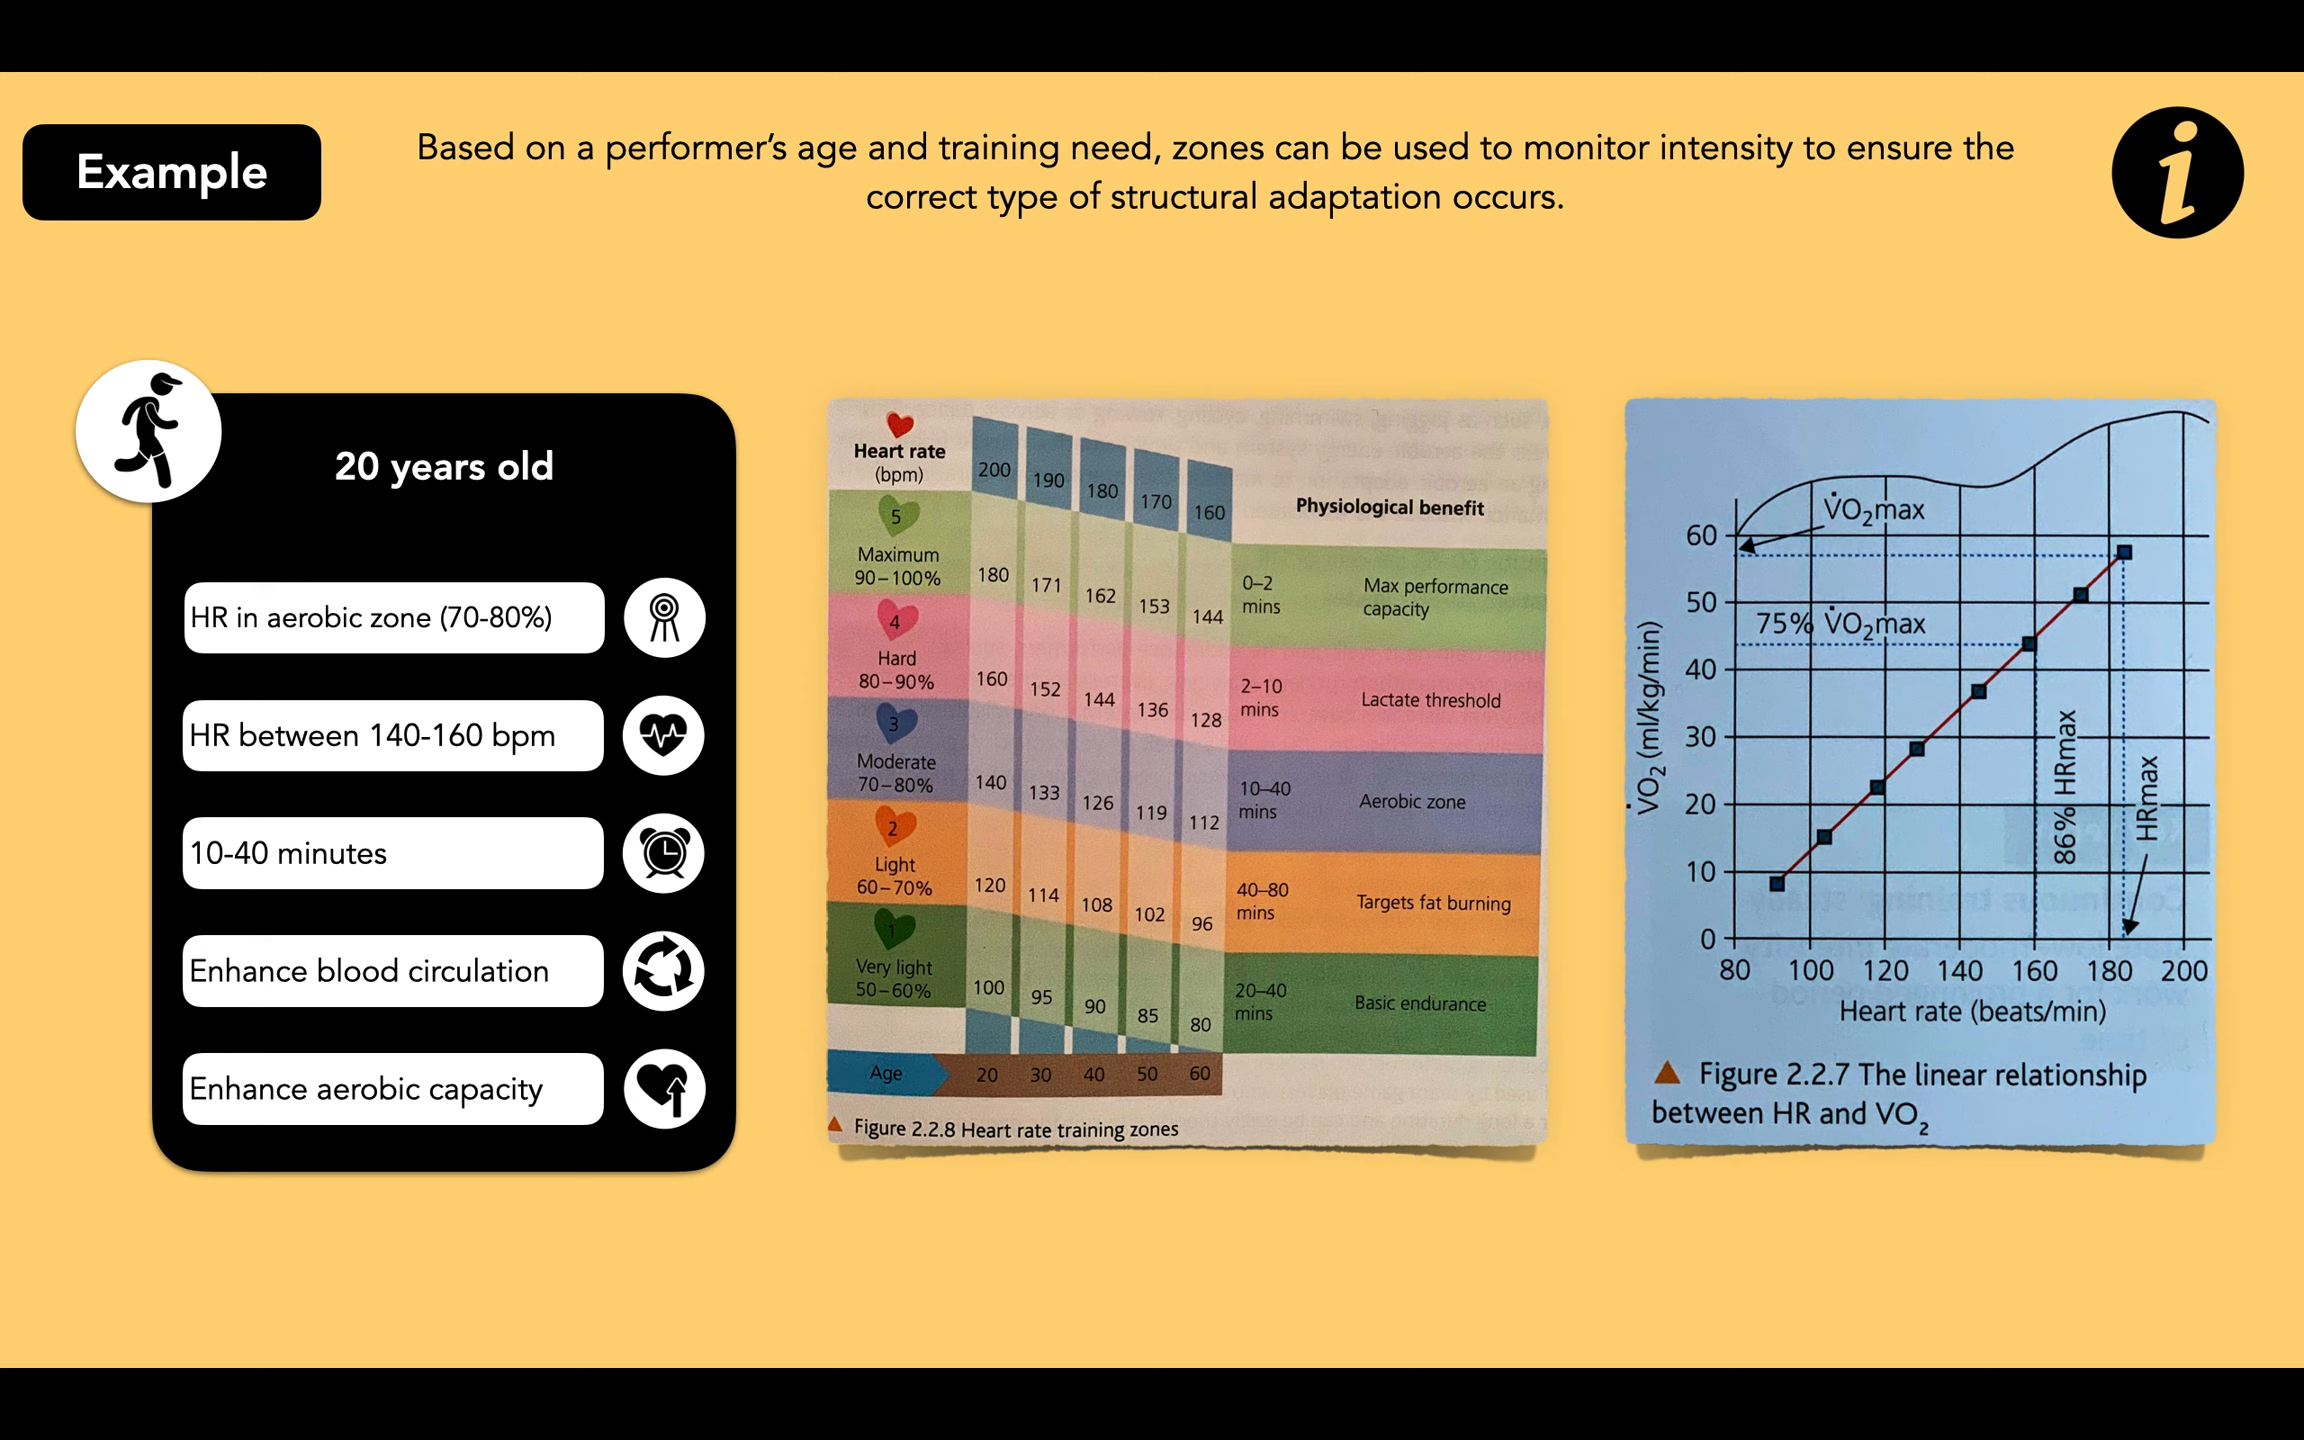 Example
Based on a performer's age and training need, zones can be used to monitor intensity to ensure the
correct type of structural adaptation occurs.
20 years old
HR in aerobic zone (70-80%)
HR between 140-160 bpm
10-40 minutes
Enhance blood circulation
Enhance aerobic capacity
Heart rate
(bpm)
200 190 180 170 160
Physiological benefit
5
Maximum
90–100%
180 171 162 153 144
0–2
mins
Max performance
capacity
4
Hard
80–90%
160 152 144 136 128
2–10
mins
Lactate threshold
3
Moderate
70–80%
140 133 126 119 112
10–40
mins
Aerobic zone
2
Light
60–70%
120 114 108 102 96
40–80
mins
Targets fat burning
1
Very light
50–60%
100 95 90 85 80
20–40
mins
Basic endurance
Age 20 30 40 50 60
Figure 2.2.8 Heart rate training zones
V̇O₂ (ml/kg/min)
60
50
40
30
20
10
0
V̇O₂max
75% V̇O₂max
86% HRmax
HRmax
80 100 120 140 160 180 200
Heart rate (beats/min)
Figure 2.2.7 The linear relationship
between HR and VO₂